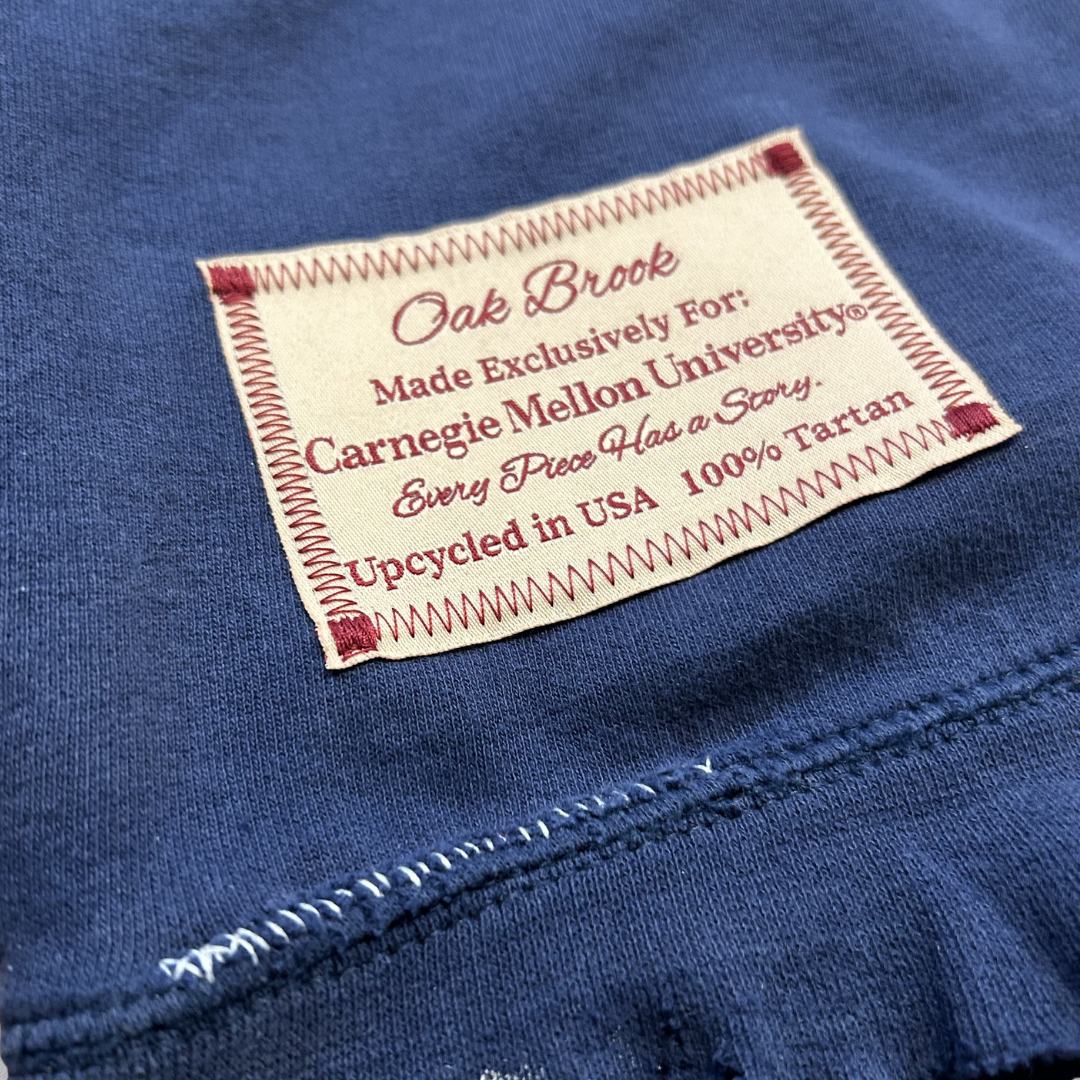 Oak Brook
Made Exclusively For:
Carnegie Mellon University®
Every Piece Has a Story.
Upcycled in USA 100% Tartan